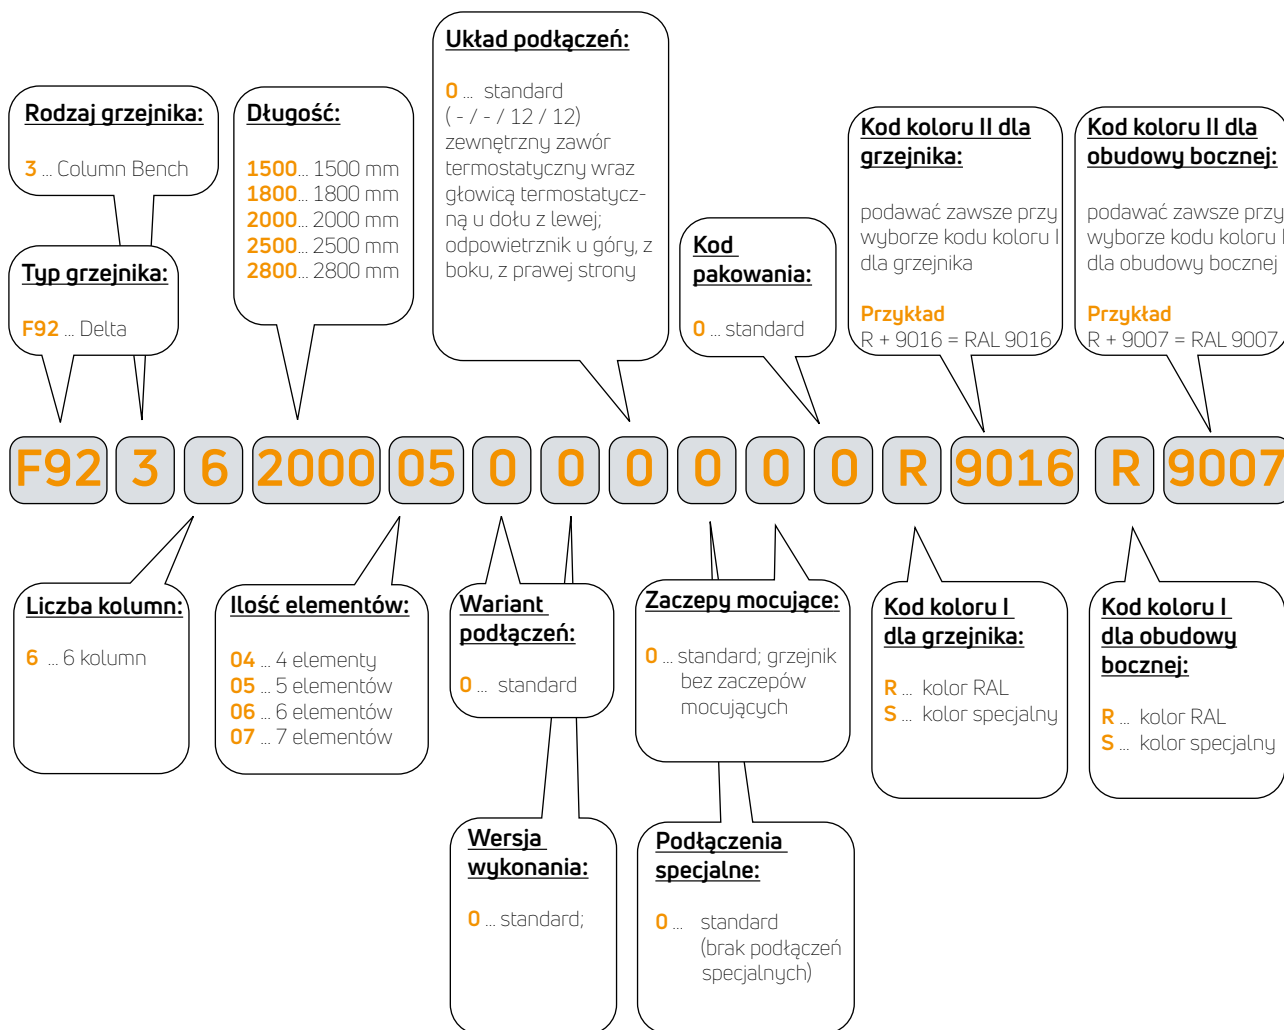 Układ podłączeń:
0 ... standard
( - / - / 12 / 12)
zewnętrzny zawór
termostatyczny wraz
głowicą termostatycz-
ną u dołu z lewej;
odpowietrznik u góry, z
boku, z prawej strony
Rodzaj grzejnika:
3 ... Column Bench
Długość:
1500... 1500 mm
1800... 1800 mm
2000... 2000 mm
2500... 2500 mm
2800... 2800 mm
Kod koloru II dla
grzejnika:
podawać zawsze przy
wyborze kodu koloru I
dla grzejnika
Przykład
R + 9016 = RAL 9016
Kod koloru II dla
obudowy bocznej:
podawać zawsze przy
wyborze kodu koloru I
dla obudowy bocznej
Przykład
R + 9007 = RAL 9007
Typ grzejnika:
F92 ... Delta
Kod
pakowania:
0 ... standard
F92 3 6 2000 05 0 0 0 0 0 0 R 9016 R 9007
Liczba kolumn:
6 ... 6 kolumn
Ilość elementów:
04 ... 4 elementy
05 ... 5 elementów
06 ... 6 elementów
07 ... 7 elementów
Wariant
podłączeń:
0 ... standard
Zaczepy mocujące:
0 ... standard; grzejnik
bez zaczepów
mocujących
Kod koloru I
dla grzejnika:
R ... kolor RAL
S ... kolor specjalny
Kod koloru I
dla obudowy
bocznej:
R ... kolor RAL
S ... kolor specjalny
Wersja
wykonania:
0 ... standard;
Podłączenia
specjalne:
0 ... standard
(brak podłączeń
specjalnych)